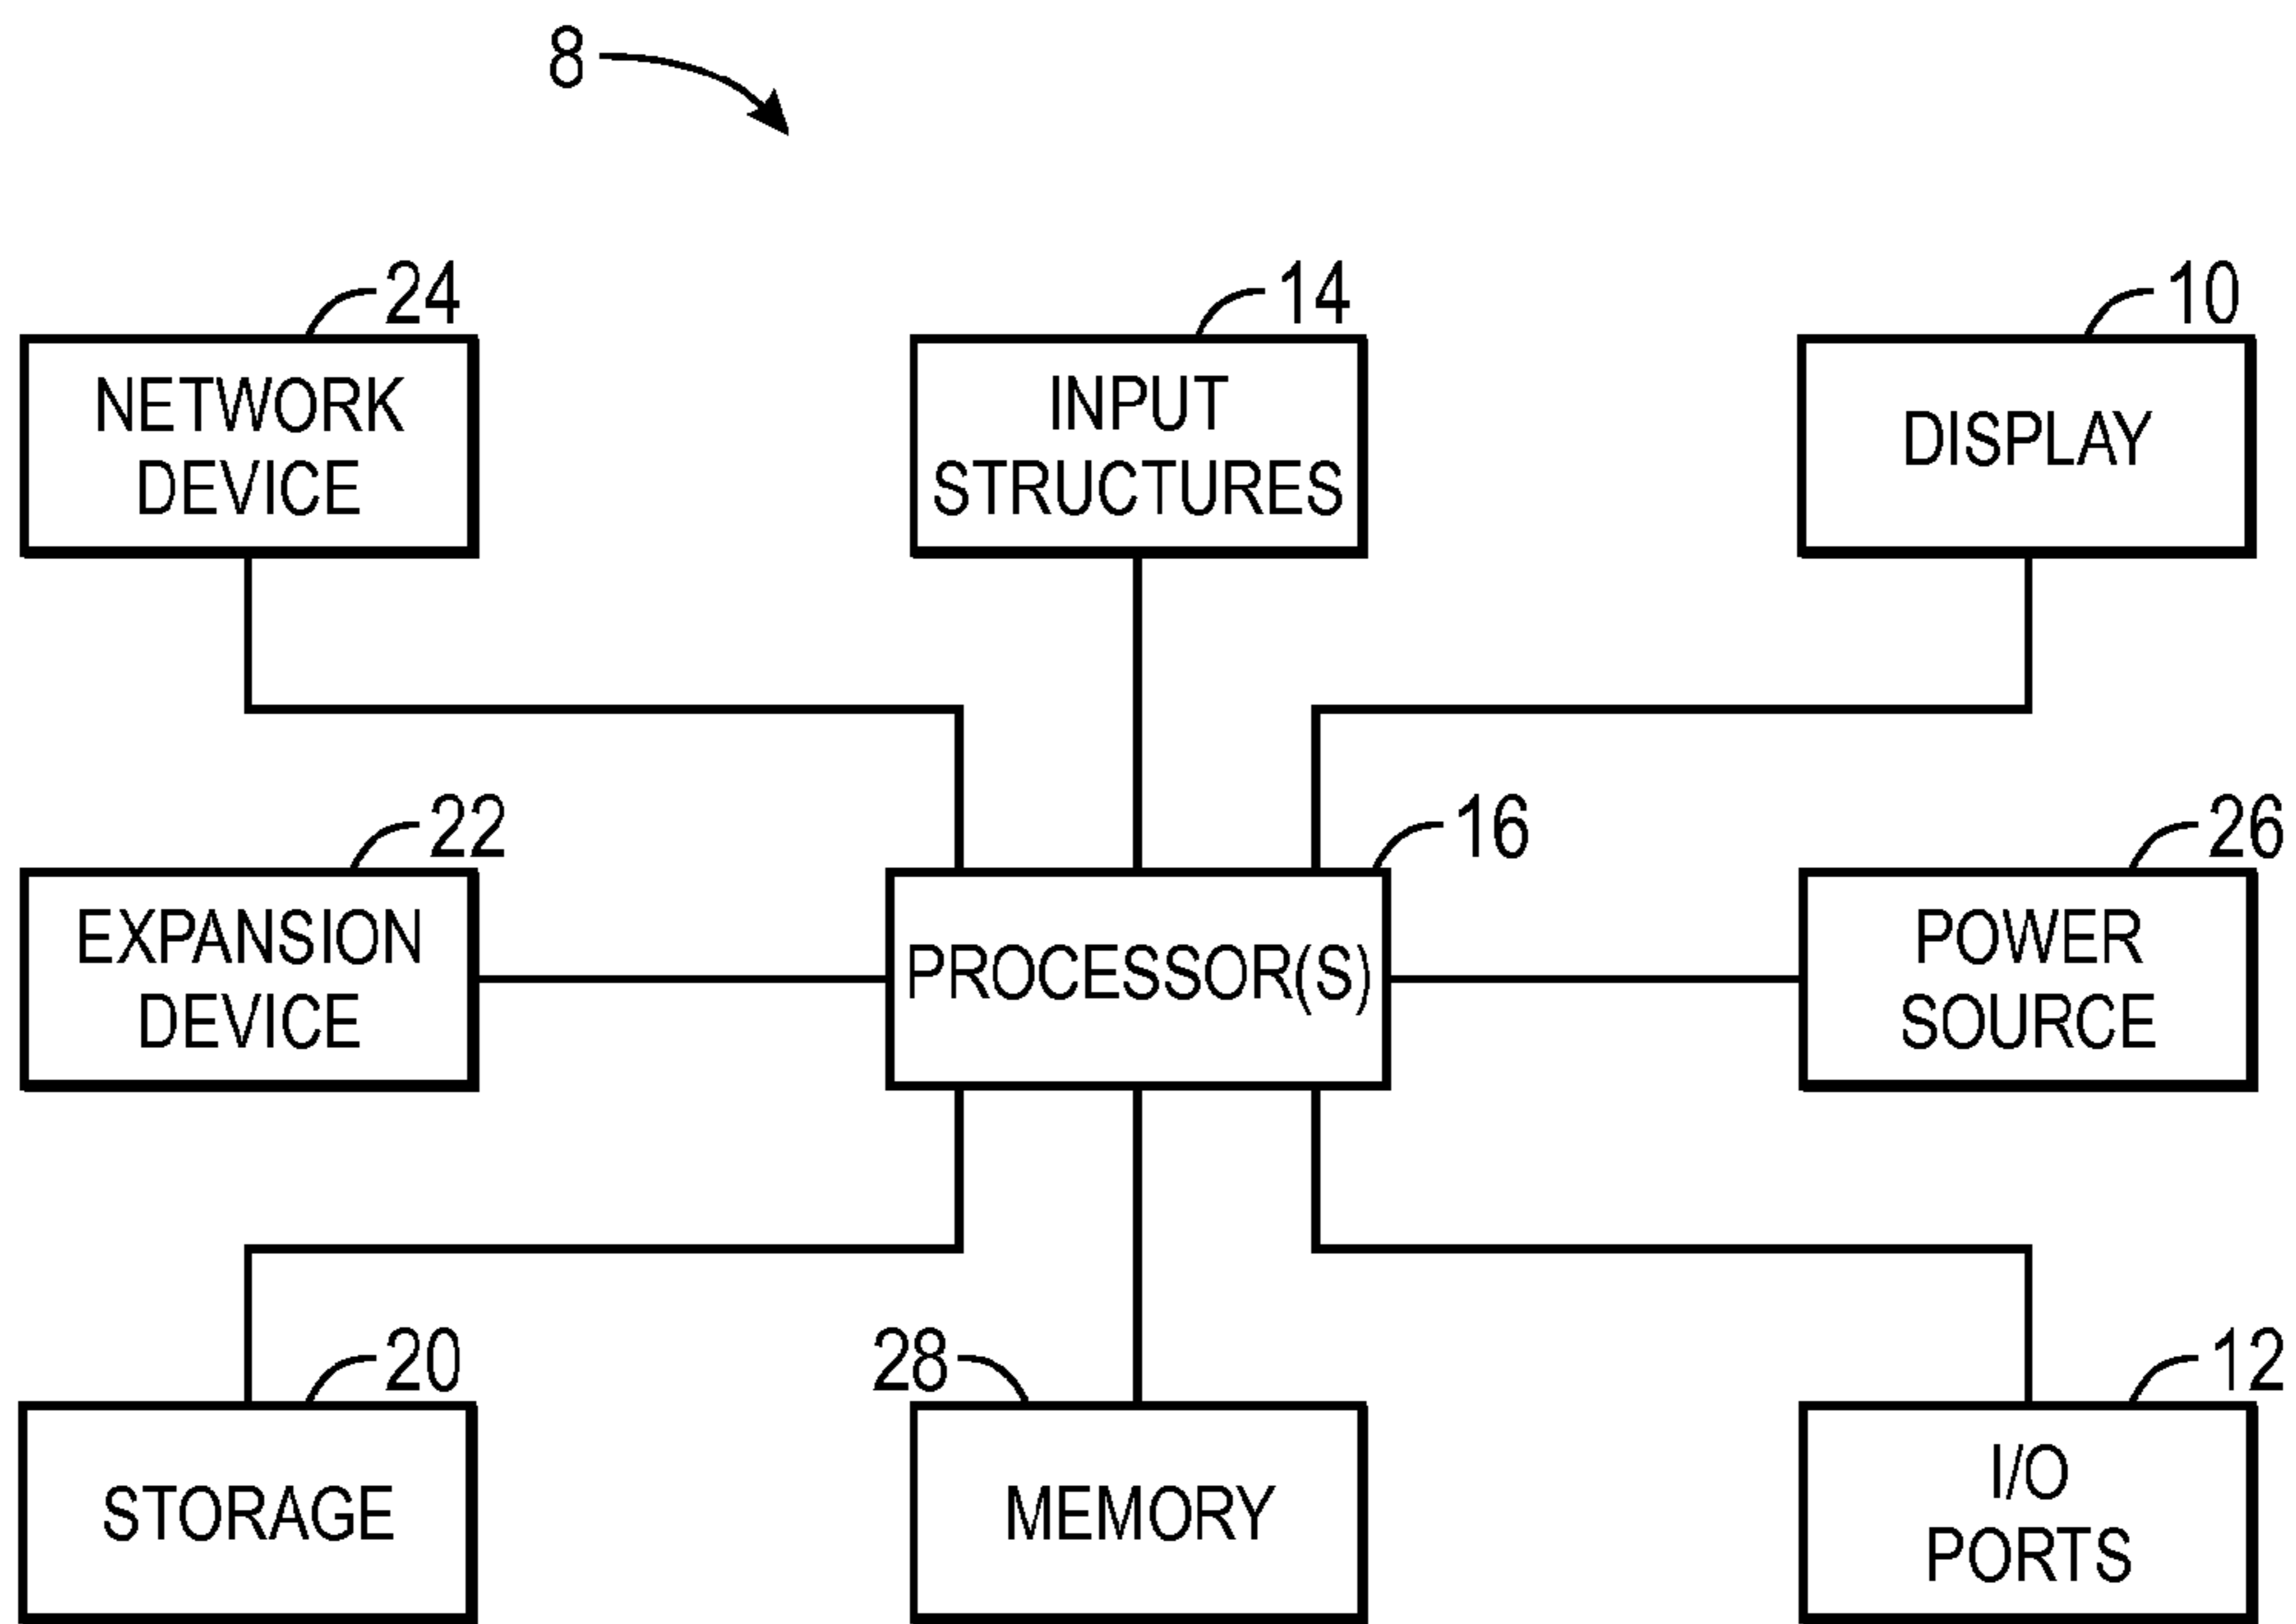 8
24
14
10
NETWORK
DEVICE
INPUT
STRUCTURES
DISPLAY
22
16
26
EXPANSION
DEVICE
PROCESSOR(S)
POWER
SOURCE
20
28
12
STORAGE
MEMORY
I/O
PORTS